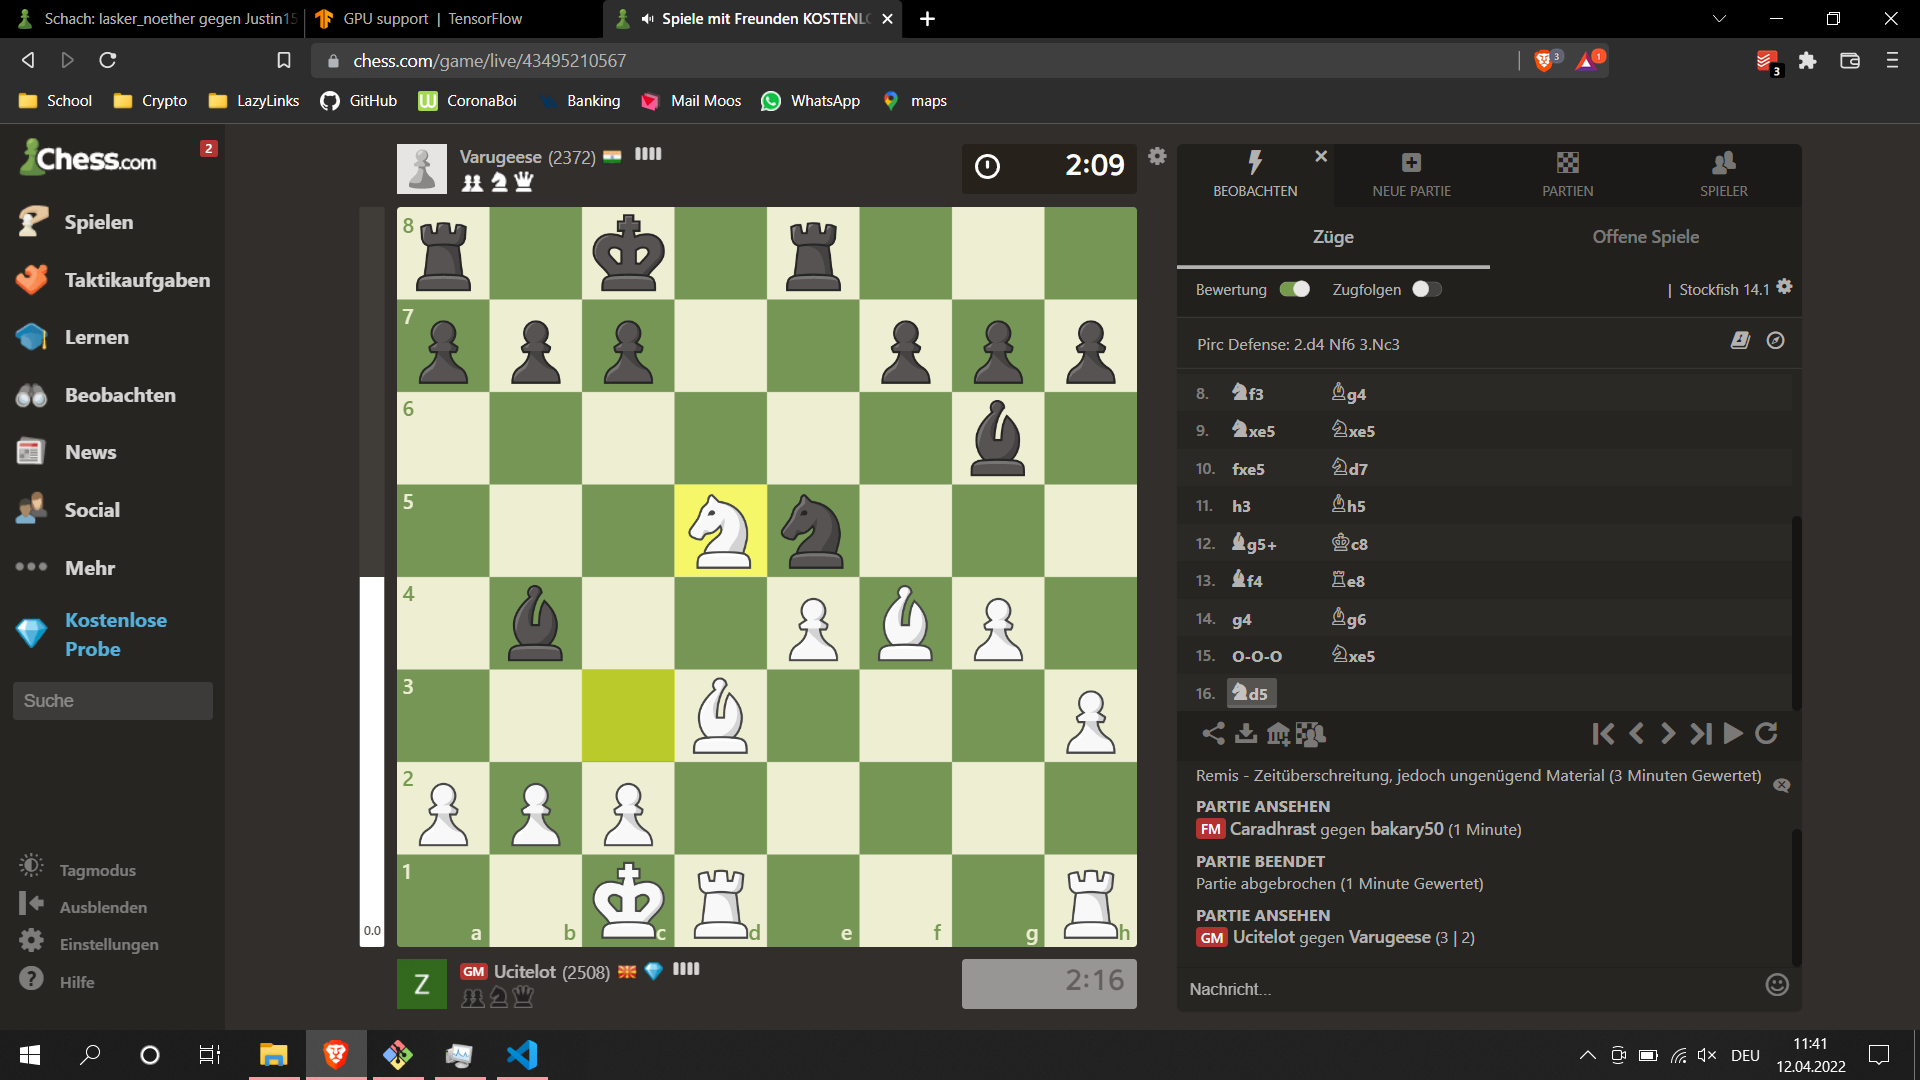 Schach: lasker_noether gegen Justin15
GPU support | TensorFlow
Spiele mit Freunden KOSTENLO
chess.com/game/live/43495210567
3
1
3
School
Crypto
LazyLinks
GitHub
CoronaBoi
Banking
Mail Moos
WhatsApp
maps
Chess.com
2
Spielen
Taktikaufgaben
Lernen
Beobachten
News
Social
Mehr
Kostenlose
Probe
Suche
Tagmodus
Ausblenden
Einstellungen
Hilfe
Varugeese (2372)
2:09
8
7
6
5
4
3
2
1
a
b
c
d
e
f
g
h
0.0
Z
GM Ucitelot (2508)
2:16
BEOBACHTEN
NEUE PARTIE
PARTIEN
SPIELER
Züge
Offene Spiele
Bewertung
Zugfolgen
| Stockfish 14.1
Pirc Defense: 2.d4 Nf6 3.Nc3
8. f3 g4
9. xe5 xe5
10. fxe5 d7
11. h3 h5
12. g5+ c8
13. f4 e8
14. g4 g6
15. O-O-O xe5
16. d5
Remis - Zeitüberschreitung, jedoch ungenügend Material (3 Minuten Gewertet)
PARTIE ANSEHEN
FM Caradhrast gegen bakary50 (1 Minute)
PARTIE BEENDET
Partie abgebrochen (1 Minute Gewertet)
PARTIE ANSEHEN
GM Ucitelot gegen Varugeese (3 | 2)
Nachricht...
DEU
11:41
12.04.2022